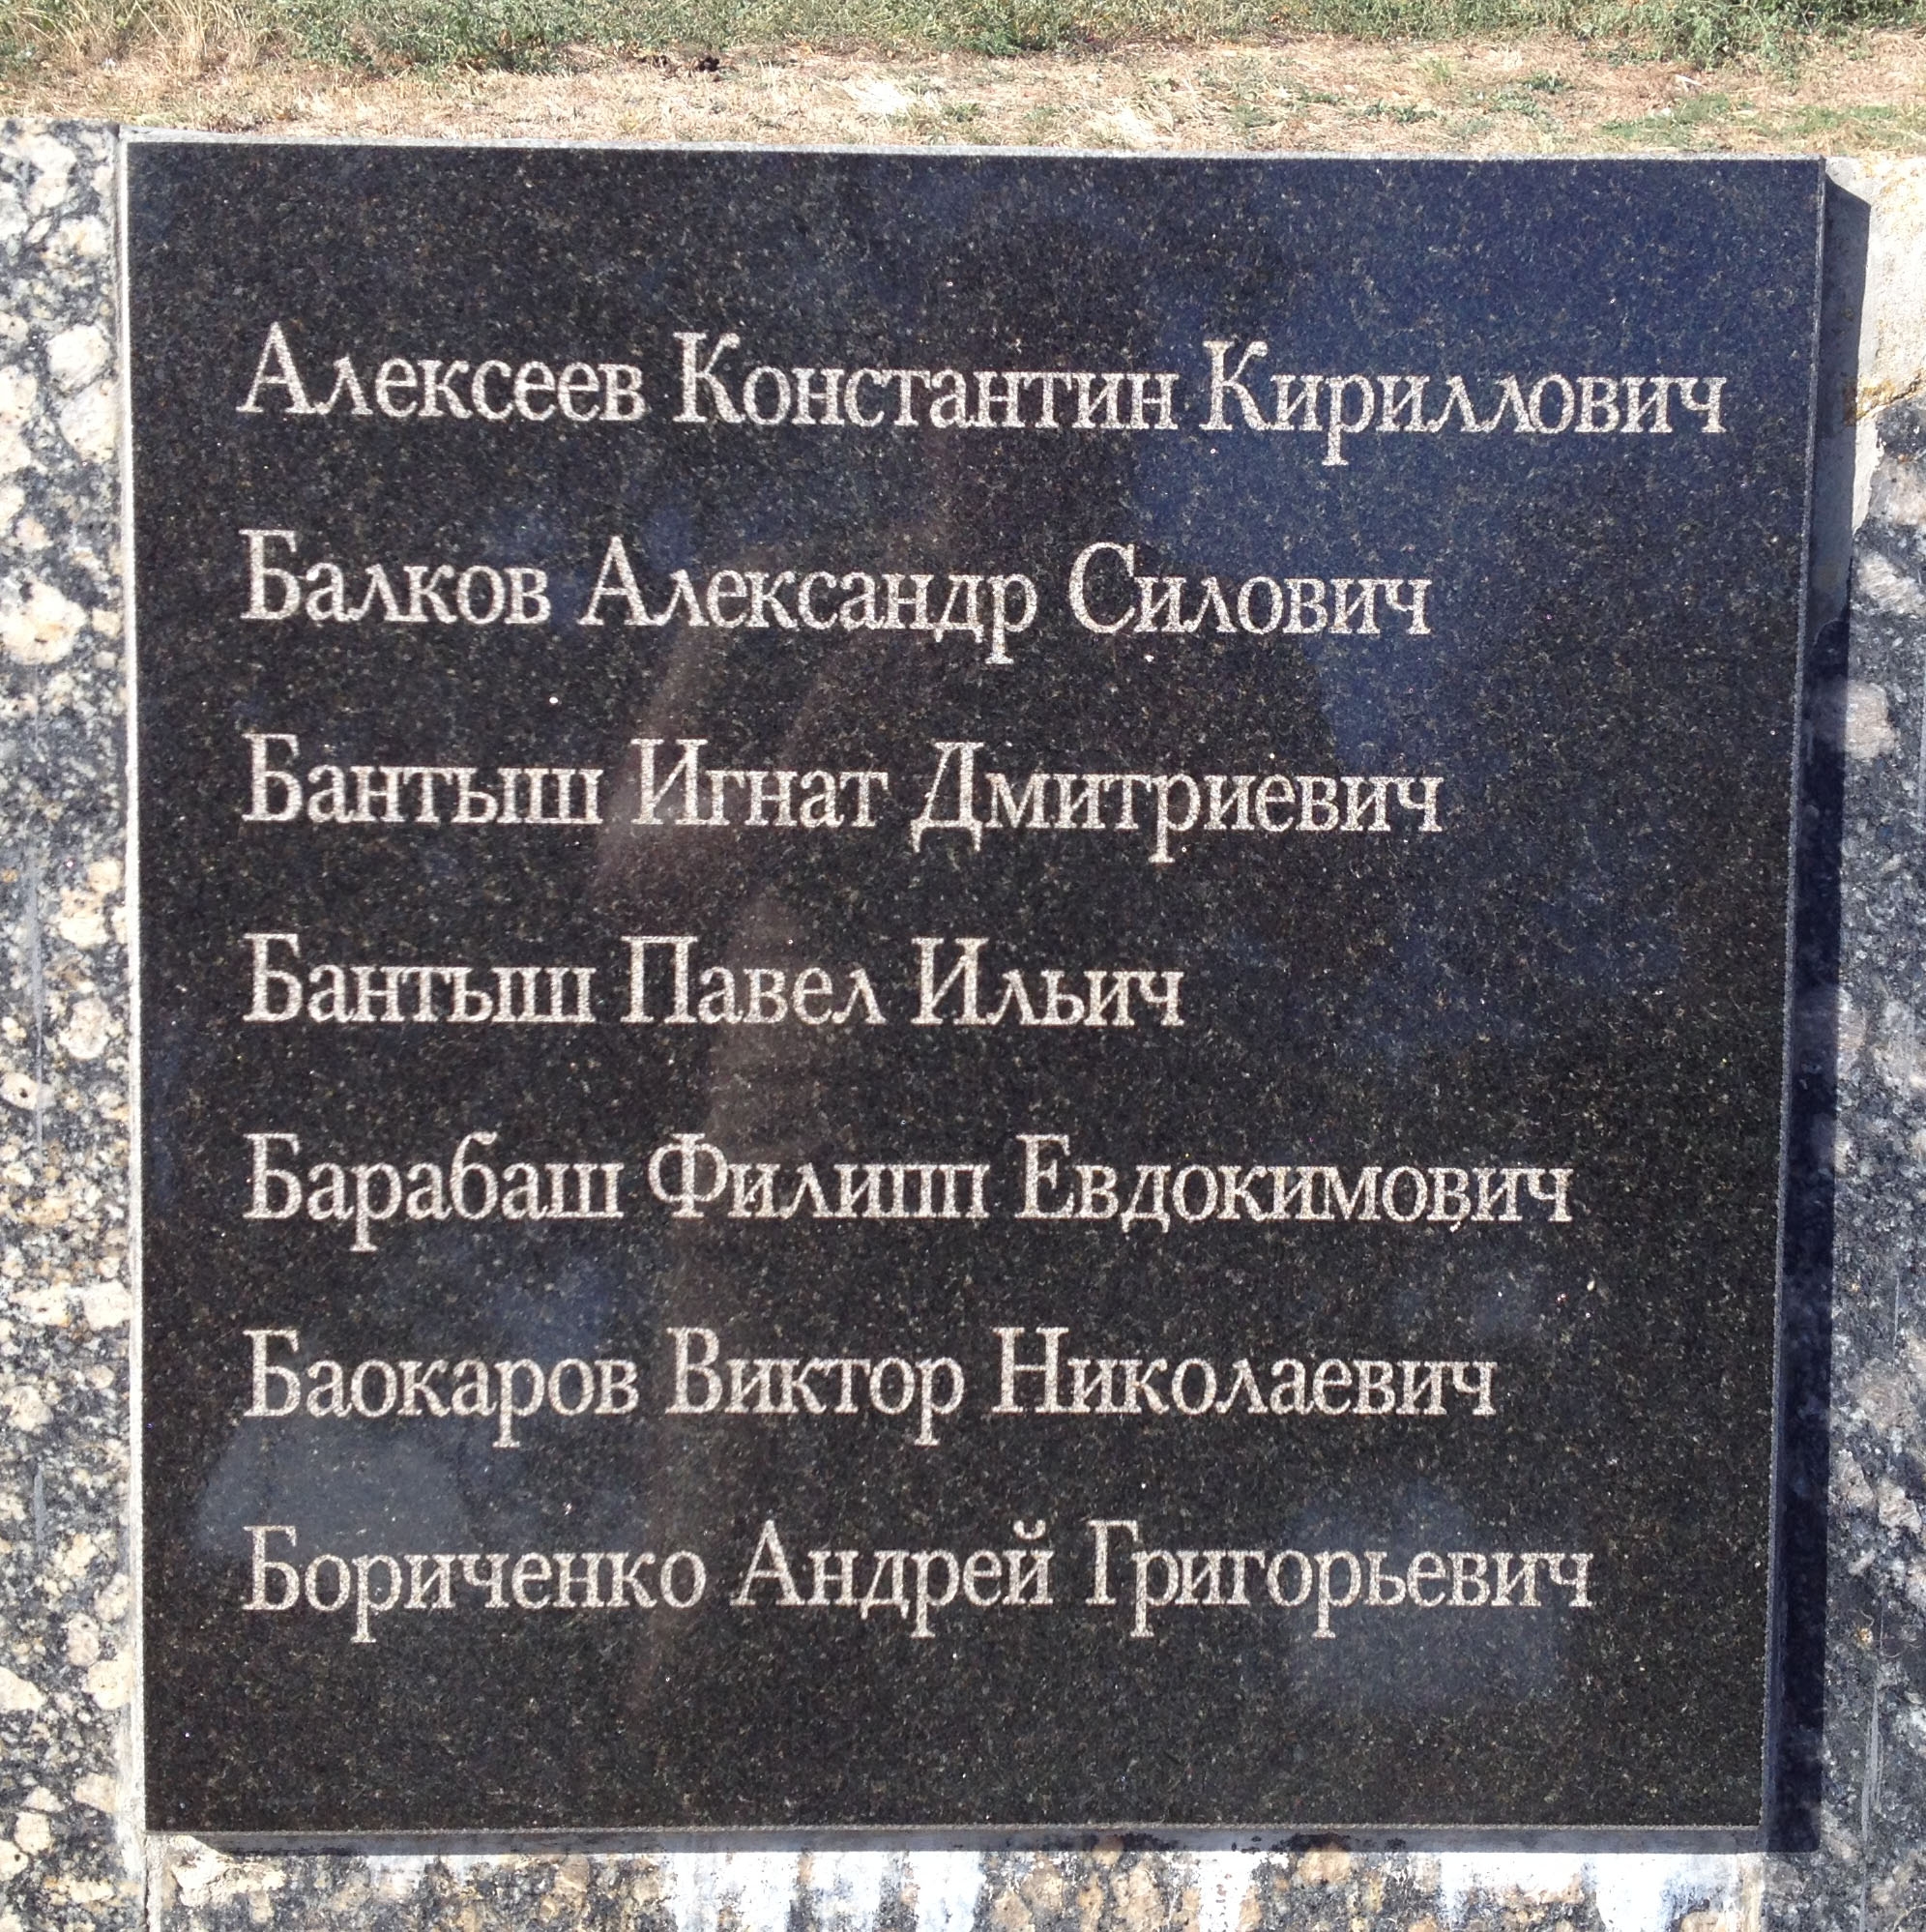 Алексеев Константин Кириллович
Балков Александр Силович
Бантыш Игнат Дмитриевич
Бантыш Павел Ильич
Барабаш Филипп Евдокимович
Баокаров Виктор Николаевич
Бориченко Андрей Григорьевич